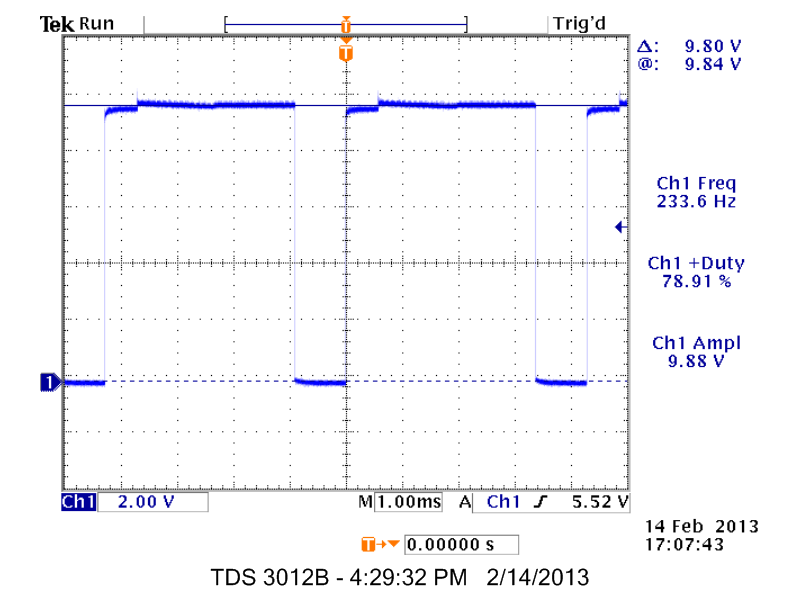 Tek Run Trig'd
Δ: 9.80 V
@: 9.84 V
Ch1 Freq
233.6 Hz
Ch1 +Duty
78.91 %
Ch1 Ampl
9.88 V
1
Ch1 2.00 V M 1.00ms A Ch1 5.52 V
14 Feb 2013
17:07:43
T 0.00000 s
TDS 3012B - 4:29:32 PM 2/14/2013